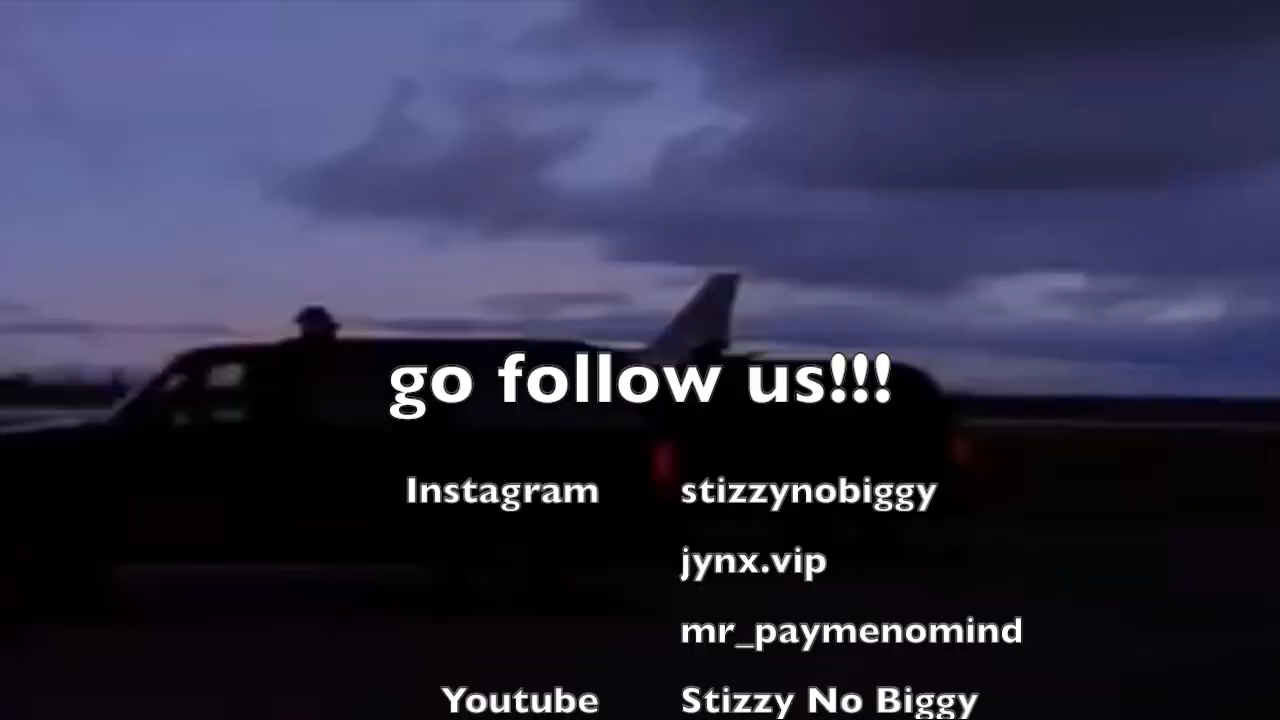 go follow us!!!
Instagram stizzynobiggy
jynx.vip
mr_paymenomind
Youtube Stizzy No Biggy